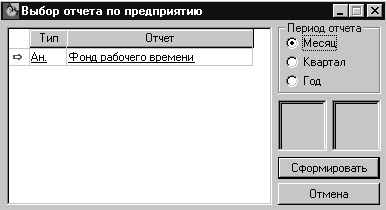 Выбор отчета по предприятию
Тип Отчет
Ан. Фонд рабочего времени
Период отчета
Месяц
Квартал
Год
Сформировать
Отмена